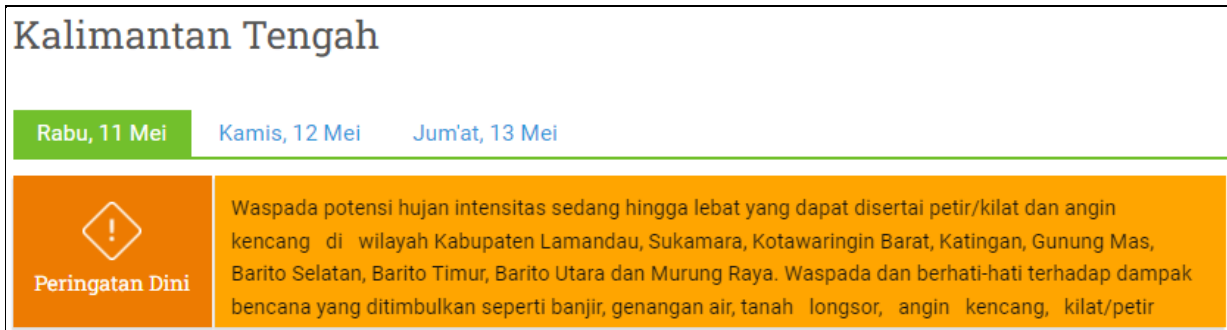 Kalimantan Tengah
Rabu, 11 Mei Kamis, 12 Mei Jum'at, 13 Mei
Peringatan Dini
Waspada potensi hujan intensitas sedang hingga lebat yang dapat disertai petir/kilat dan angin
kencang di wilayah Kabupaten Lamandau, Sukamara, Kotawaringin Barat, Katingan, Gunung Mas,
Barito Selatan, Barito Timur, Barito Utara dan Murung Raya. Waspada dan berhati-hati terhadap dampak
bencana yang ditimbulkan seperti banjir, genangan air, tanah longsor, angin kencang, kilat/petir